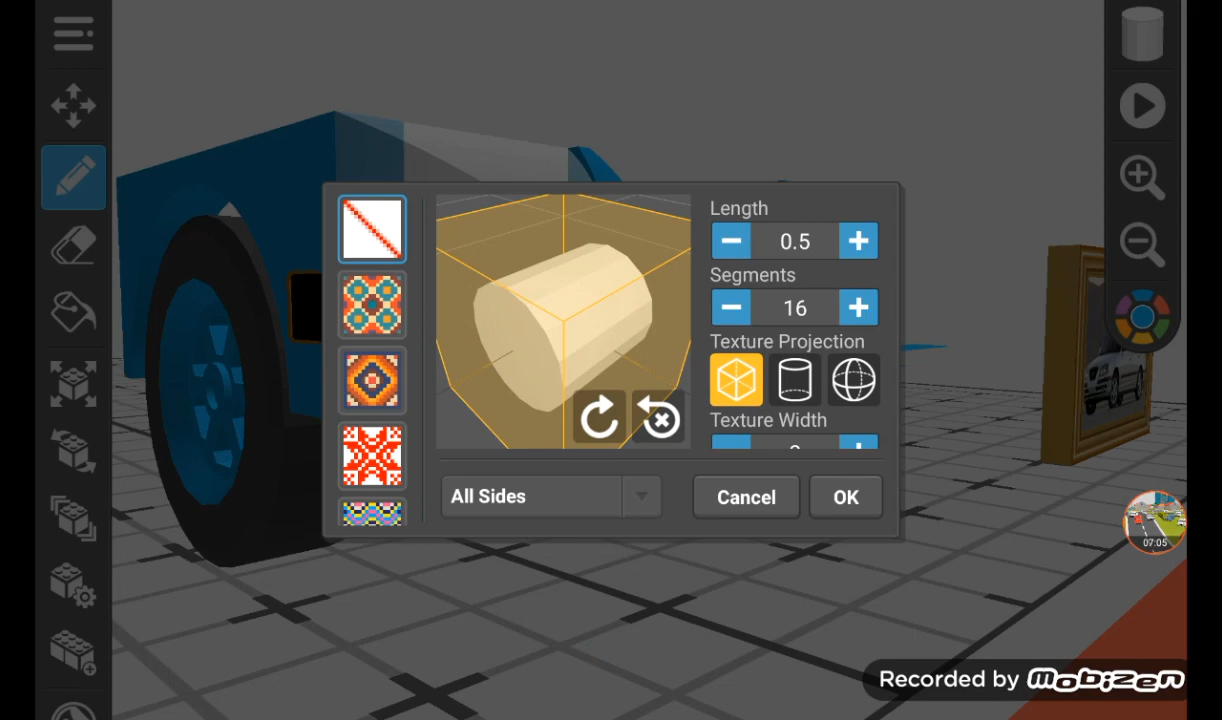 Length
0.5
Segments
16
Texture Projection
Texture Width
All Sides
Cancel
OK
07:05
Recorded by mobizen